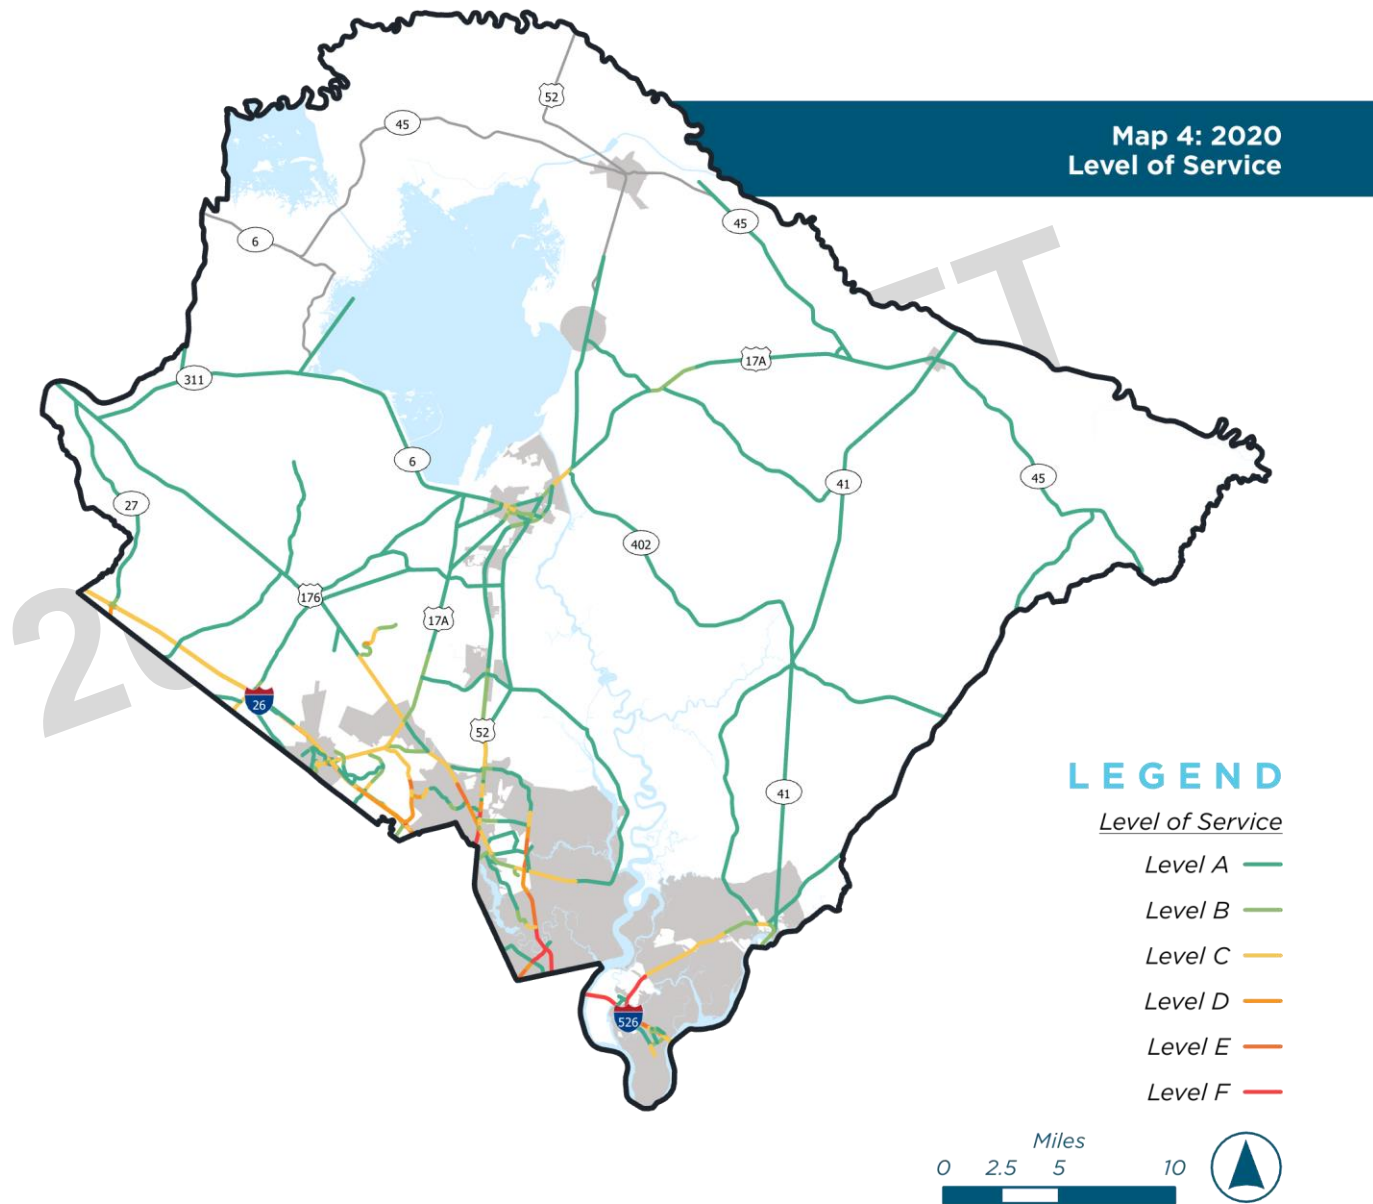 Map 4: 2020
Level of Service
52
45
45
6
17A
311
6
41
45
27
402
176
17A
26
52
41
526
LEGEND
Level of Service
Level A
Level B
Level C
Level D
Level E
Level F
Miles
0 2.5 5 10